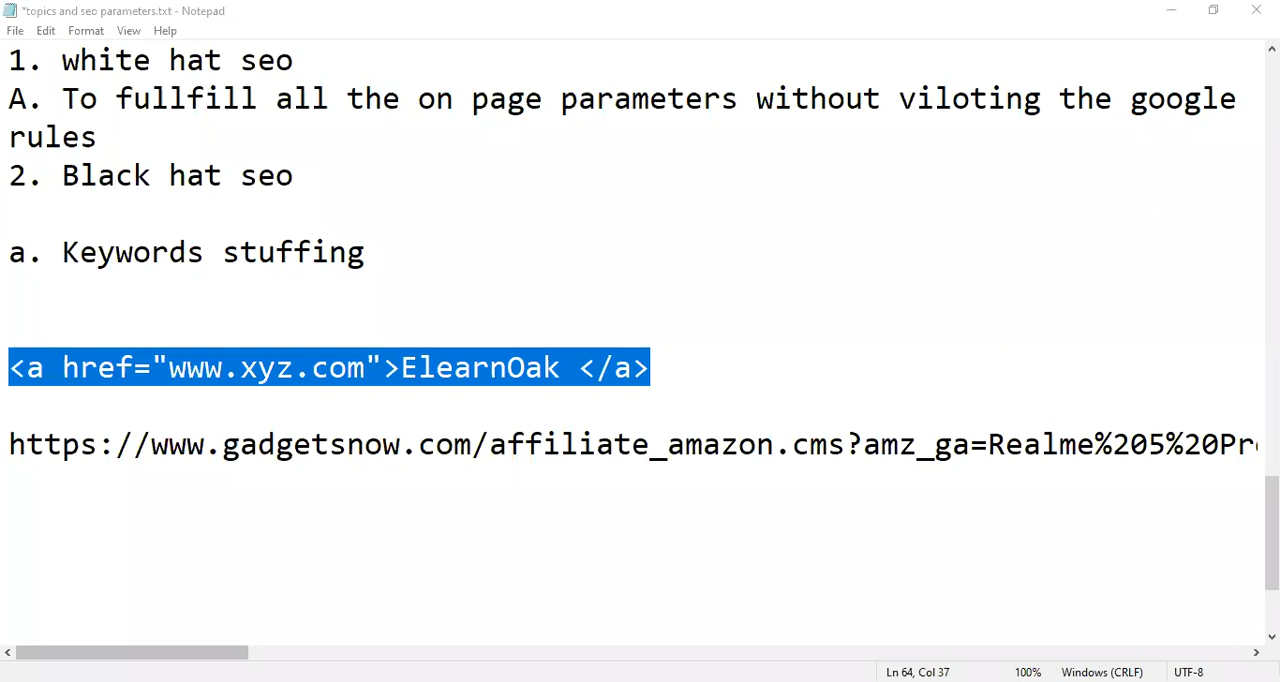 *topics and seo parameters.txt - Notepad
File Edit Format View Help
1. white hat seo
A. To fullfill all the on page parameters without viloting the google
rules
2. Black hat seo
a. Keywords stuffing
<a href="www.xyz.com">ElearnOak </a>
https://www.gadgetsnow.com/affiliate_amazon.cms?amz_ga=Realme%205%20Pr
Ln 64, Col 37 100% Windows (CRLF) UTF-8